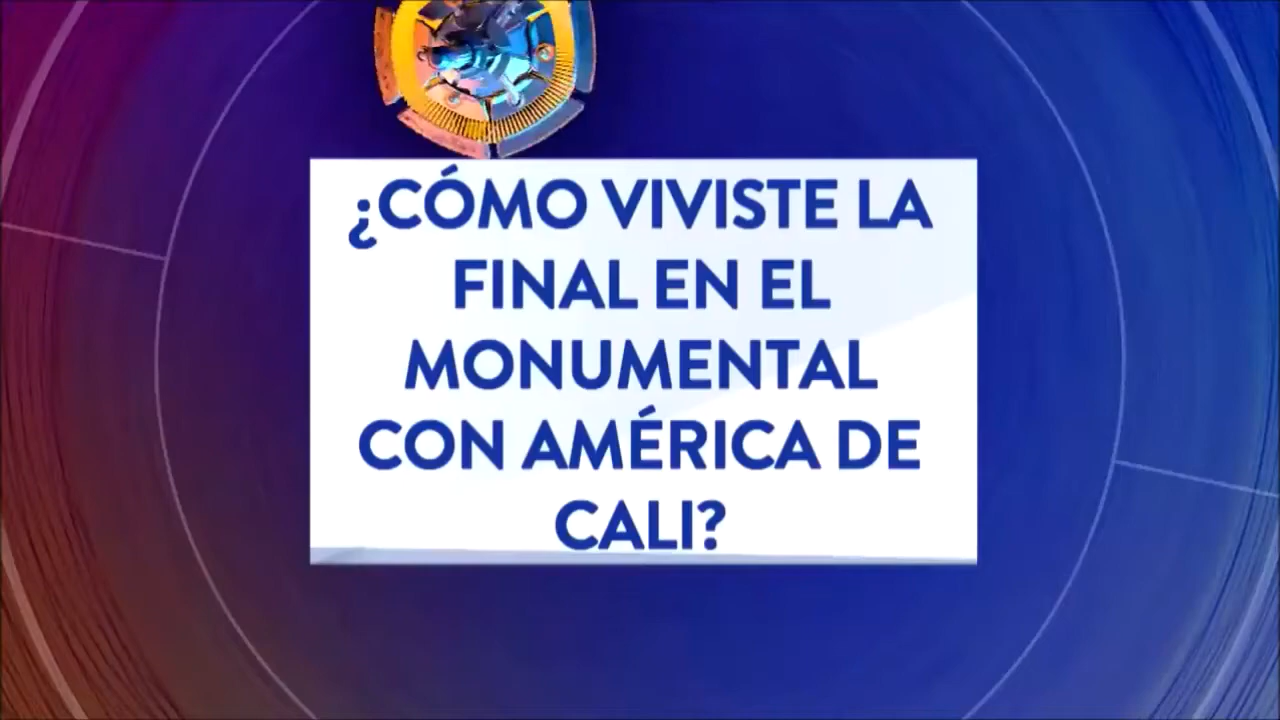 ¿CÓMO VIVISTE LA
FINAL EN EL
MONUMENTAL
CON AMÉRICA DE
CALI?